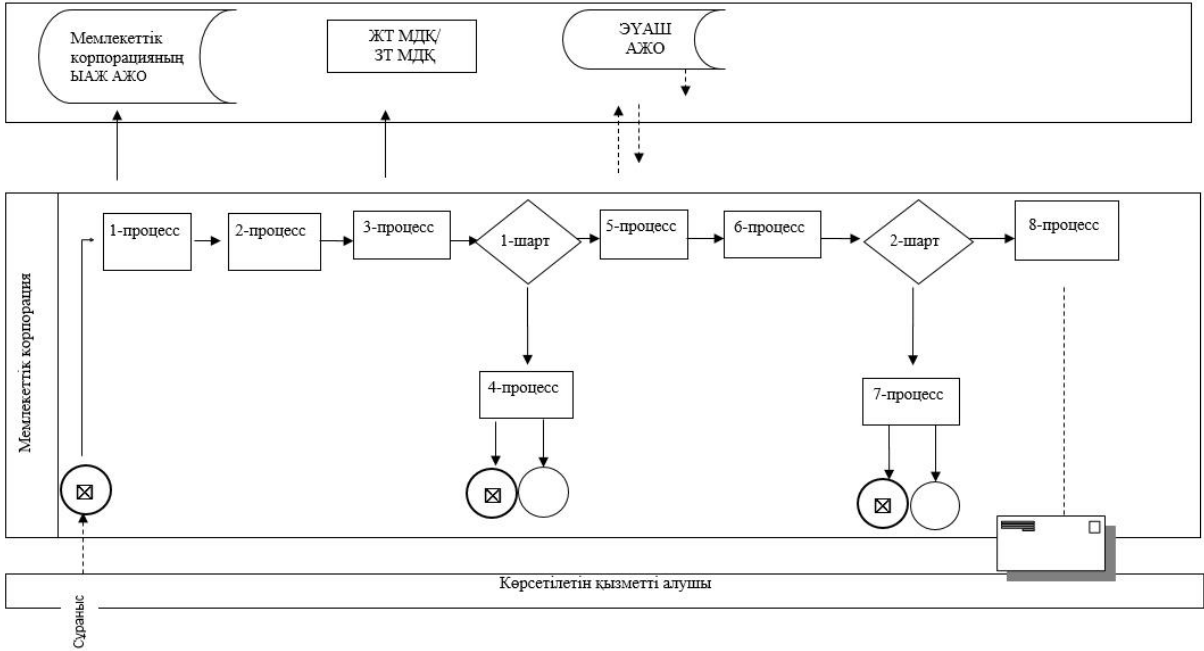 Мемлекеттік
корпорацияның
ЫАЖ АЖО
ЖТ МДҚ/
ЗТ МДҚ
ЭҮАШ
АЖО
Мемлекеттік корпорация
1-процесс
2-процесс
3-процесс
1-шарт
5-процесс
6-процесс
2-шарт
8-процесс
4-процесс
7-процесс
Көрсетілетін қызметті алушы
Сұраныс